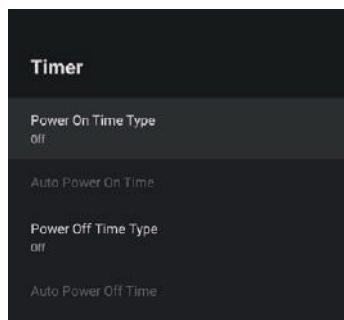 Timer
Power On Time Type
Off
Auto Power On Time
Power Off Time Type
Off
Auto Power Off Time